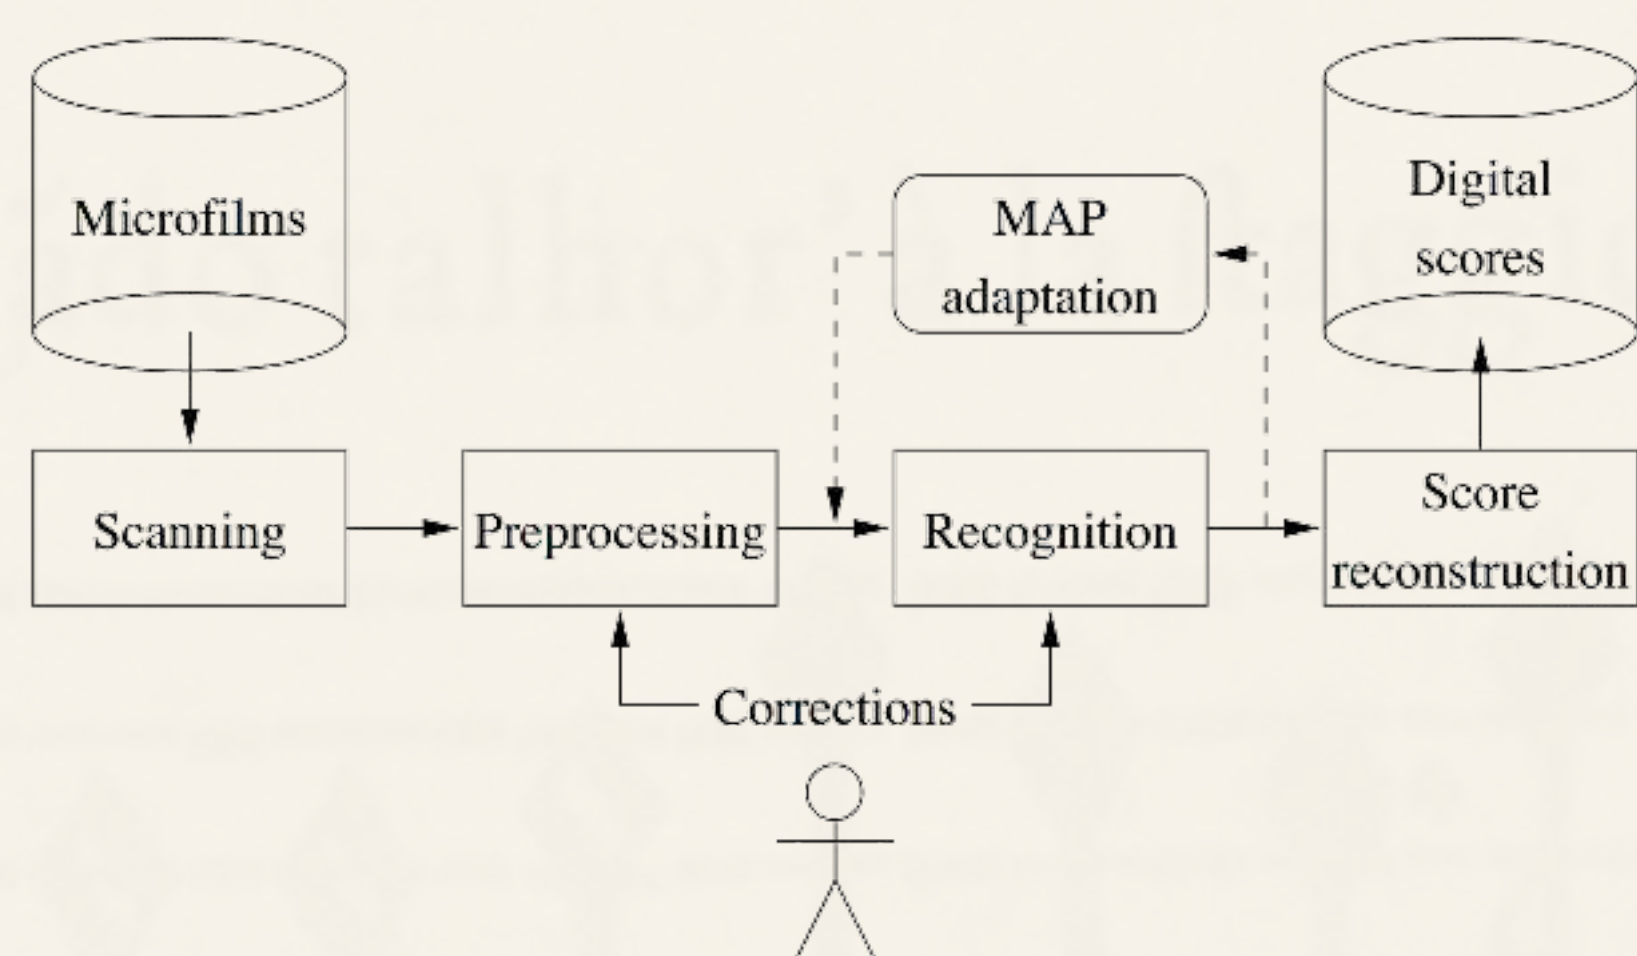 Microfilms
Digital
scores
MAP
adaptation
Scanning
Preprocessing
Recognition
Score
reconstruction
Corrections